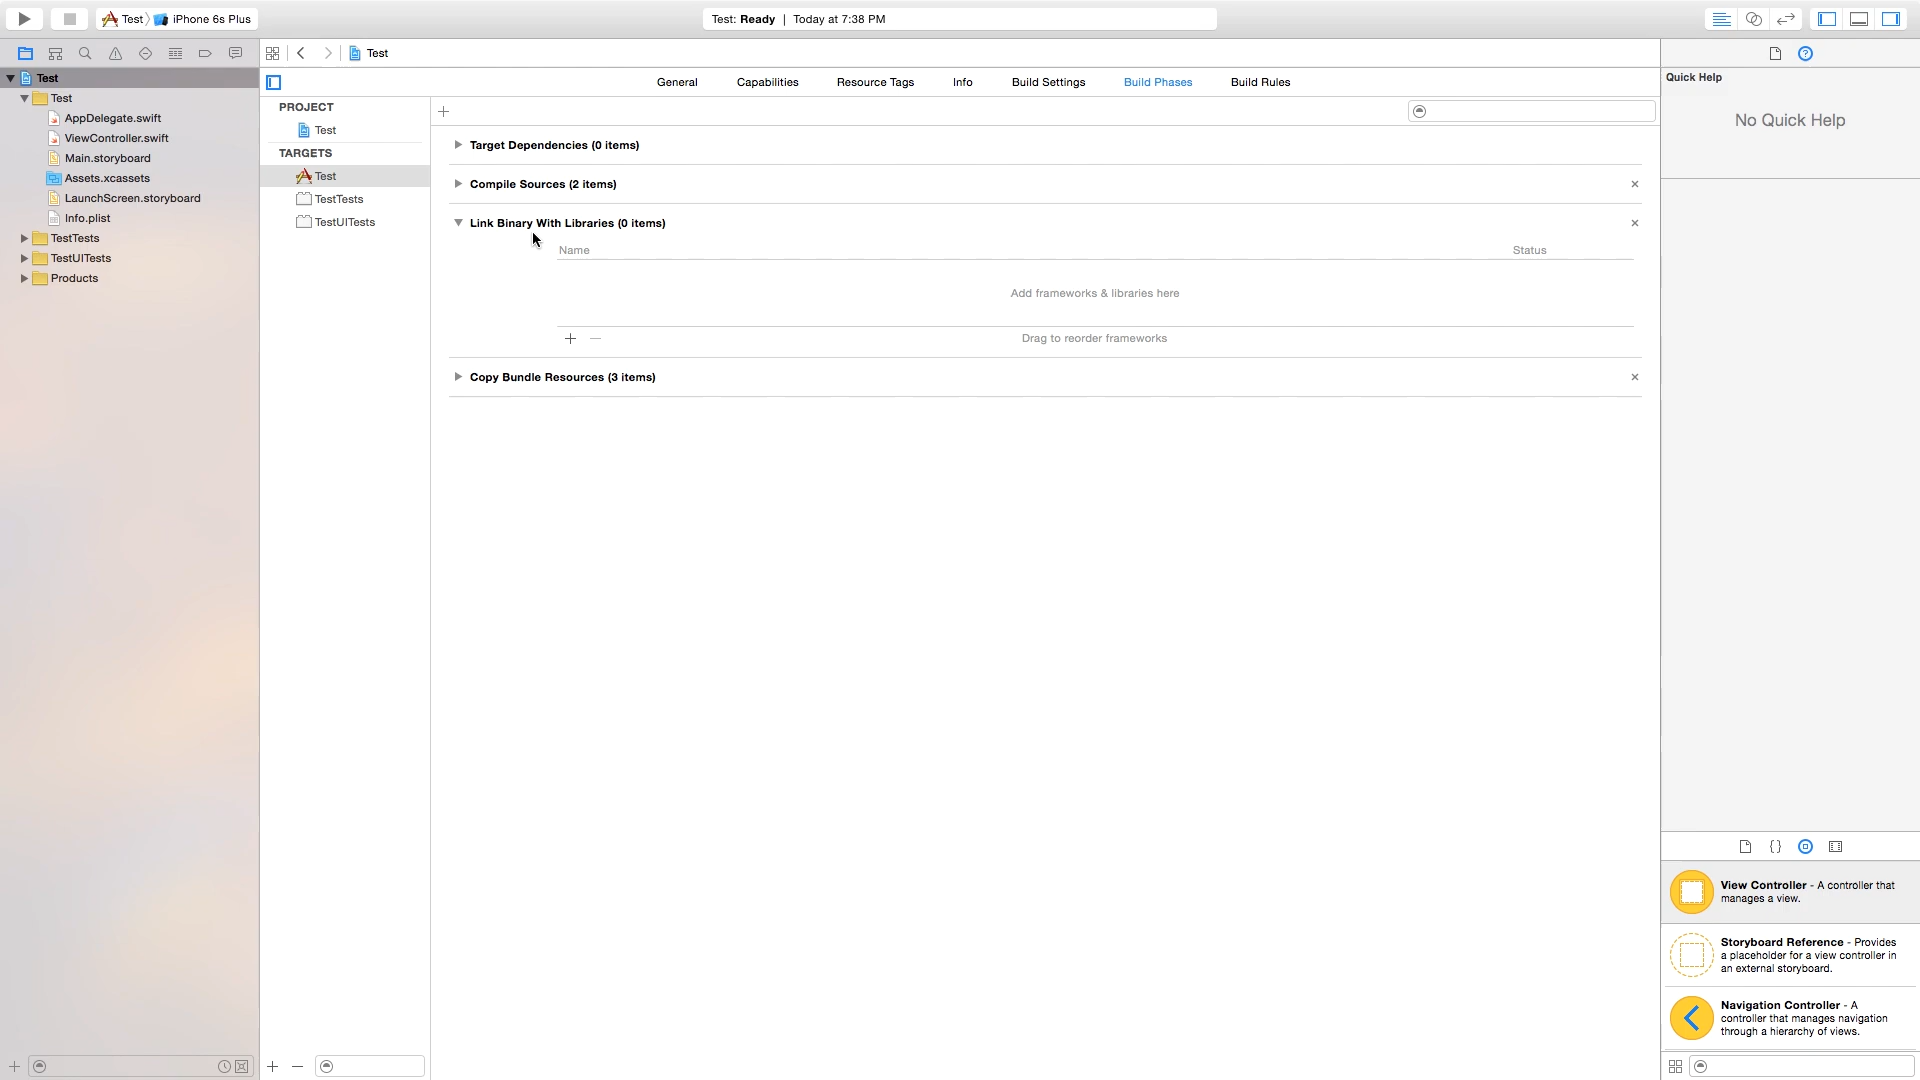 Test
iPhone 6s Plus
Test: Ready | Today at 7:38 PM
Test
Test
Test
AppDelegate.swift
ViewController.swift
Main.storyboard
Assets.xcassets
LaunchScreen.storyboard
Info.plist
TestTests
TestUITests
Products
General
Capabilities
Resource Tags
Info
Build Settings
Build Phases
Build Rules
PROJECT
Test
TARGETS
Test
TestTests
TestUITests
Target Dependencies (0 items)
Compile Sources (2 items)
Link Binary With Libraries (0 items)
Name
Status
Add frameworks & libraries here
Drag to reorder frameworks
Copy Bundle Resources (3 items)
Quick Help
No Quick Help
View Controller - A controller that
manages a view.
Storyboard Reference - Provides
a placeholder for a view controller in
an external storyboard.
Navigation Controller - A
controller that manages navigation
through a hierarchy of views.